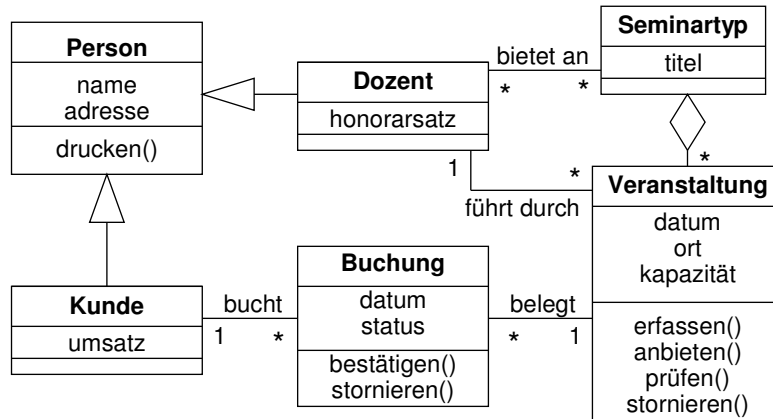 Person
name
adresse
drucken()
Dozent
honorarsatz
bietet an
* *
Seminartyp
titel
*
1 *
führt durch
Veranstaltung
datum
ort
kapazität
erfassen()
anbieten()
prüfen()
stornieren()
Kunde
umsatz
bucht
1 *
Buchung
datum
status
bestätigen()
stornieren()
belegt
* 1